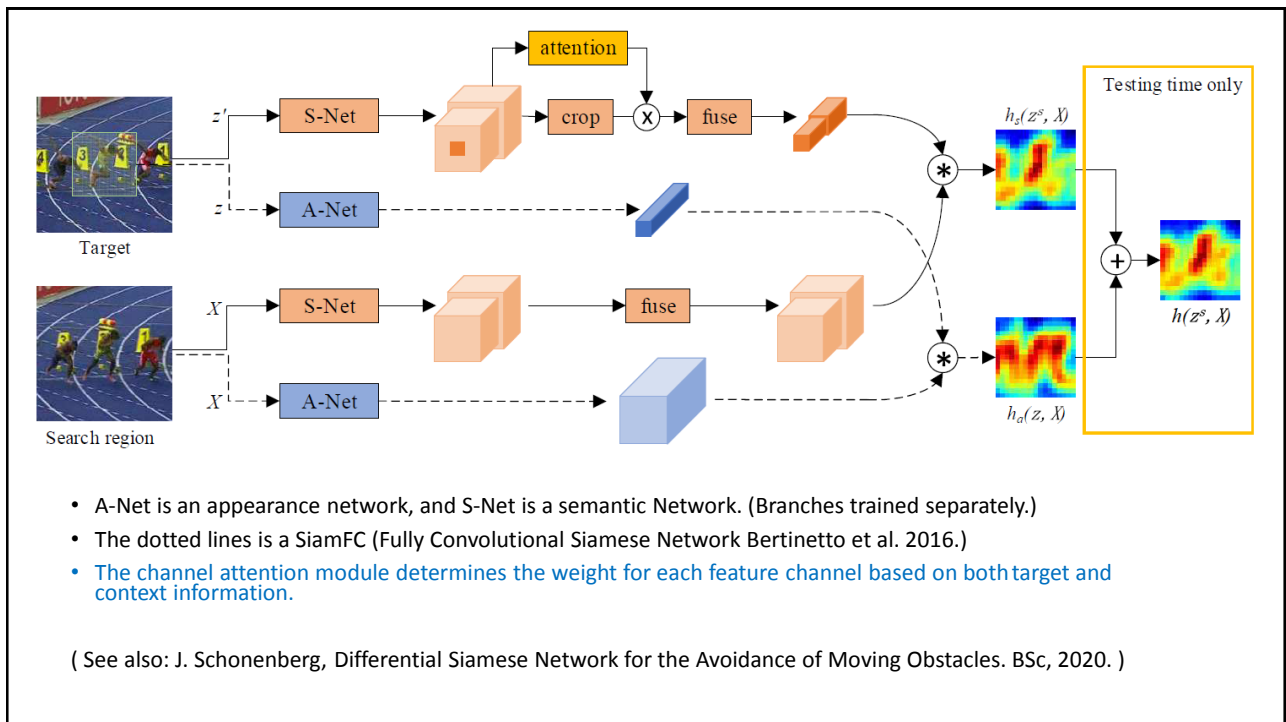 attention
Testing time only
z'
S-Net
crop
X
fuse
hₛ(zˢ, X)
*
z
A-Net
Target
+
X
S-Net
fuse
h(zˢ, X)
*
X
A-Net
hₐ(z, X)
Search region
• A-Net is an appearance network, and S-Net is a semantic Network. (Branches trained separately.)
• The dotted lines is a SiamFC (Fully Convolutional Siamese Network Bertinetto et al. 2016.)
• The channel attention module determines the weight for each feature channel based on both target and
context information.
( See also: J. Schonenberg, Differential Siamese Network for the Avoidance of Moving Obstacles. BSc, 2020. )